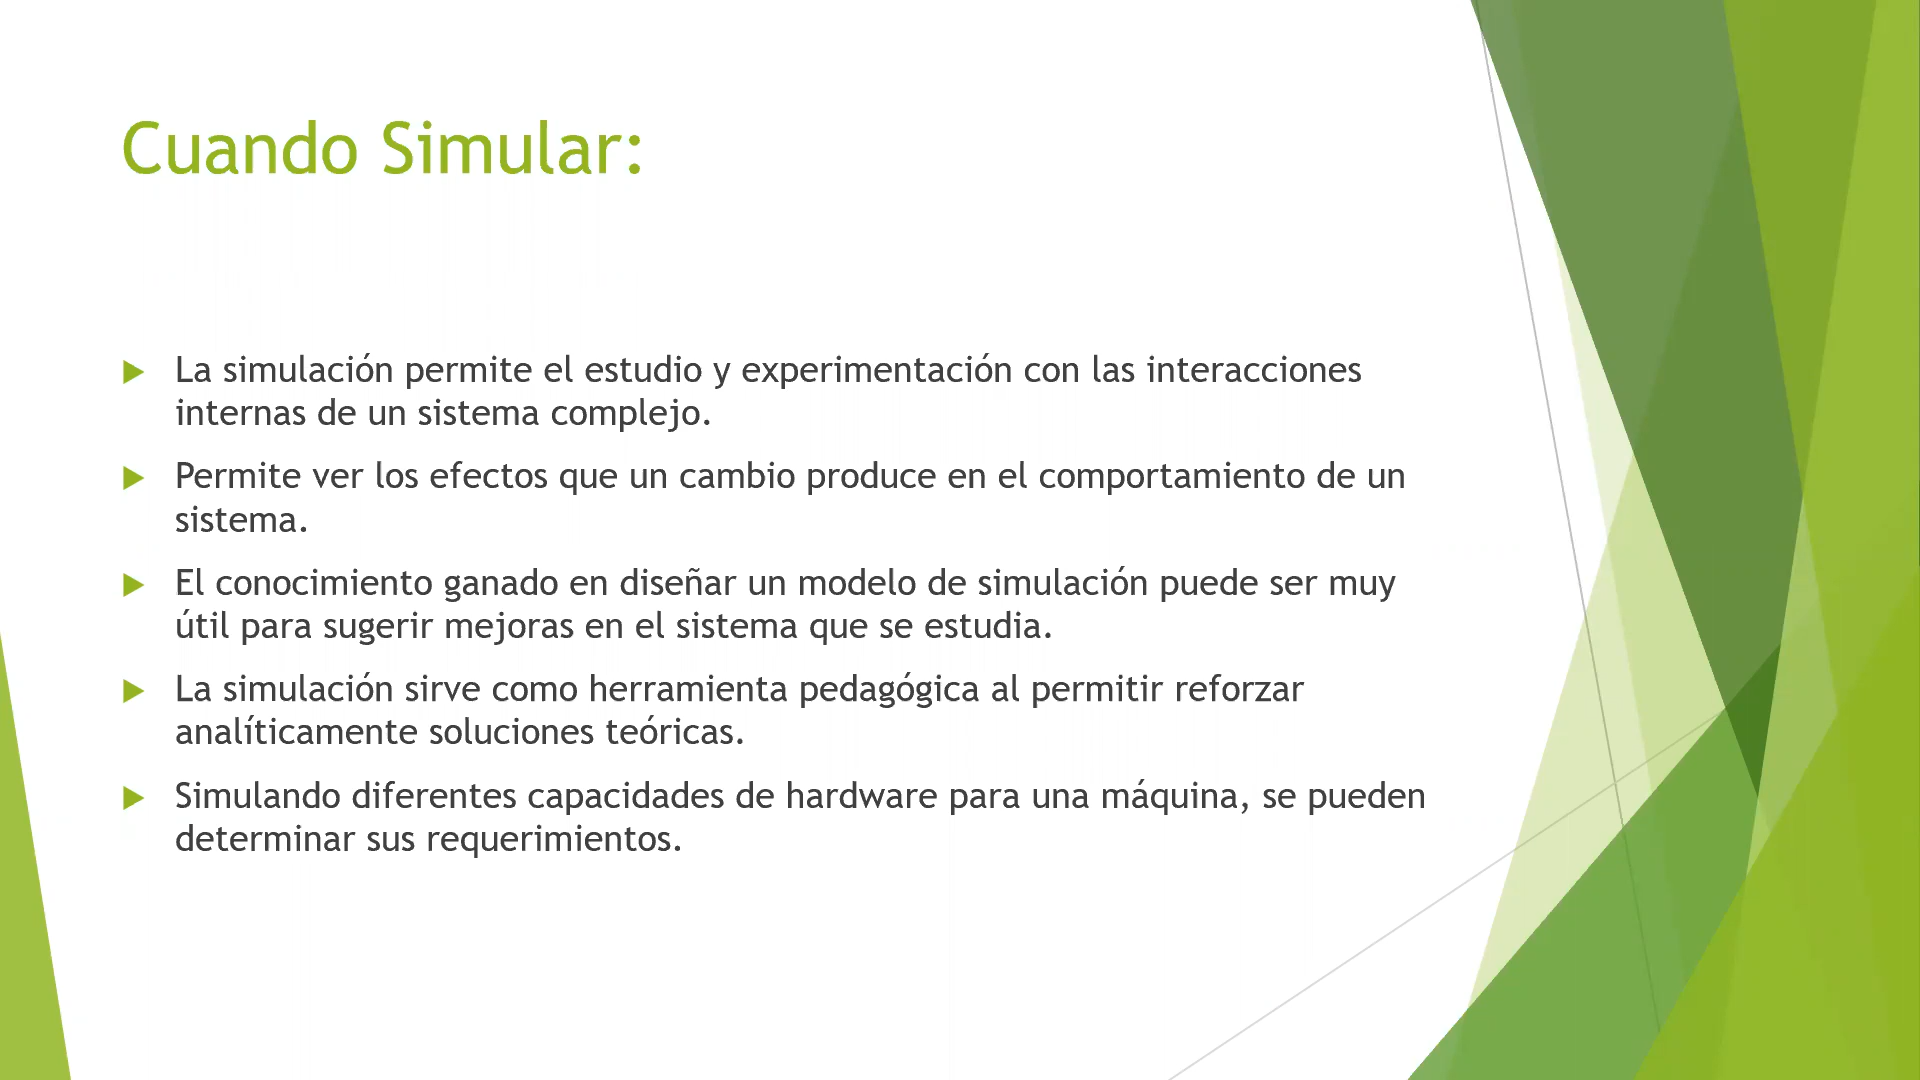 Cuando Simular:
La simulación permite el estudio y experimentación con las interacciones
internas de un sistema complejo.
Permite ver los efectos que un cambio produce en el comportamiento de un
sistema.
El conocimiento ganado en diseñar un modelo de simulación puede ser muy
útil para sugerir mejoras en el sistema que se estudia.
La simulación sirve como herramienta pedagógica al permitir reforzar
analíticamente soluciones teóricas.
Simulando diferentes capacidades de hardware para una máquina, se pueden
determinar sus requerimientos.